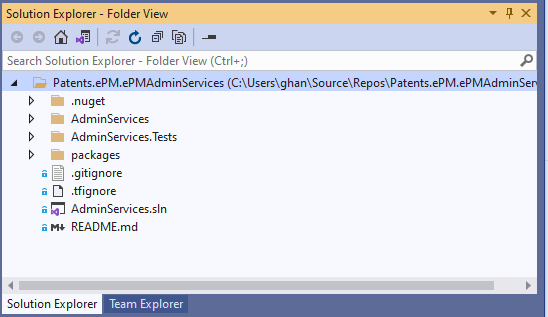 Solution Explorer - Folder View
Search Solution Explorer - Folder View (Ctrl+;)
Patents.ePM.ePMAdminServices (C:\Users\ghan\Source\Repos\Patents.ePM.ePMAdminServ
.nuget
AdminServices
AdminServices.Tests
packages
.gitignore
.tfignore
AdminServices.sln
README.md
Solution Explorer Team Explorer